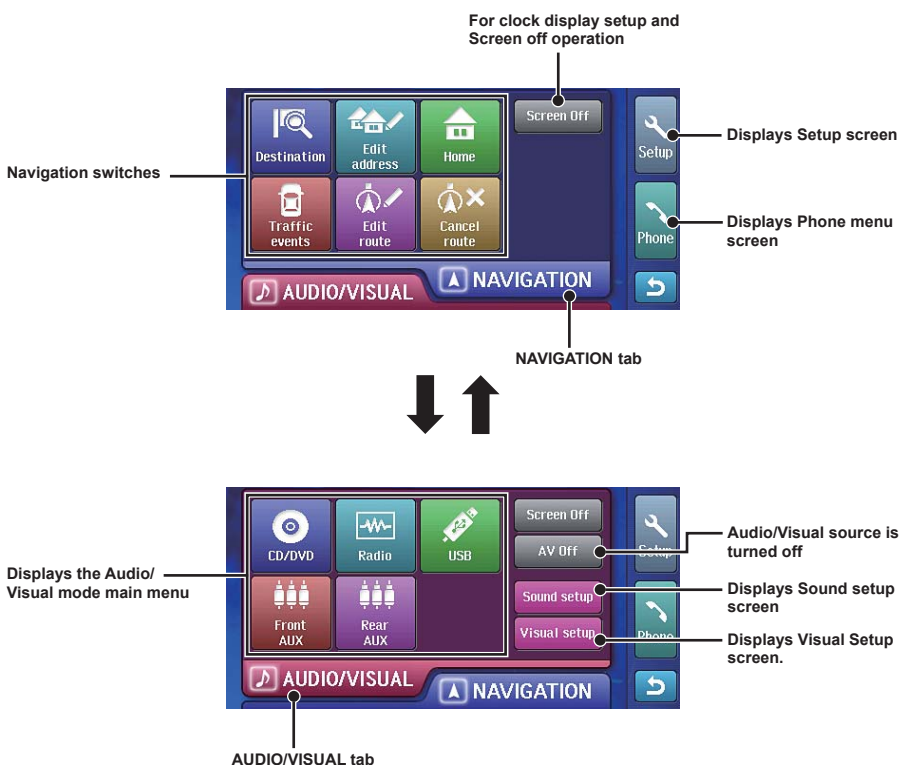 For clock display setup and
Screen off operation
Destination
Edit
address
Home
Screen Off
Setup
Displays Setup screen
Navigation switches
Traffic
events
Edit
route
Cancel
route
Phone
Displays Phone menu
screen
AUDIO/VISUAL
NAVIGATION
NAVIGATION tab
CD/DVD
Radio
USB
Screen Off
AV Off
Setup
Audio/Visual source is
turned off
Displays the Audio/
Visual mode main menu
Front
AUX
Rear
AUX
Sound setup
Visual setup
Phone
Displays Sound setup
screen
Displays Visual Setup
screen.
AUDIO/VISUAL
NAVIGATION
AUDIO/VISUAL tab